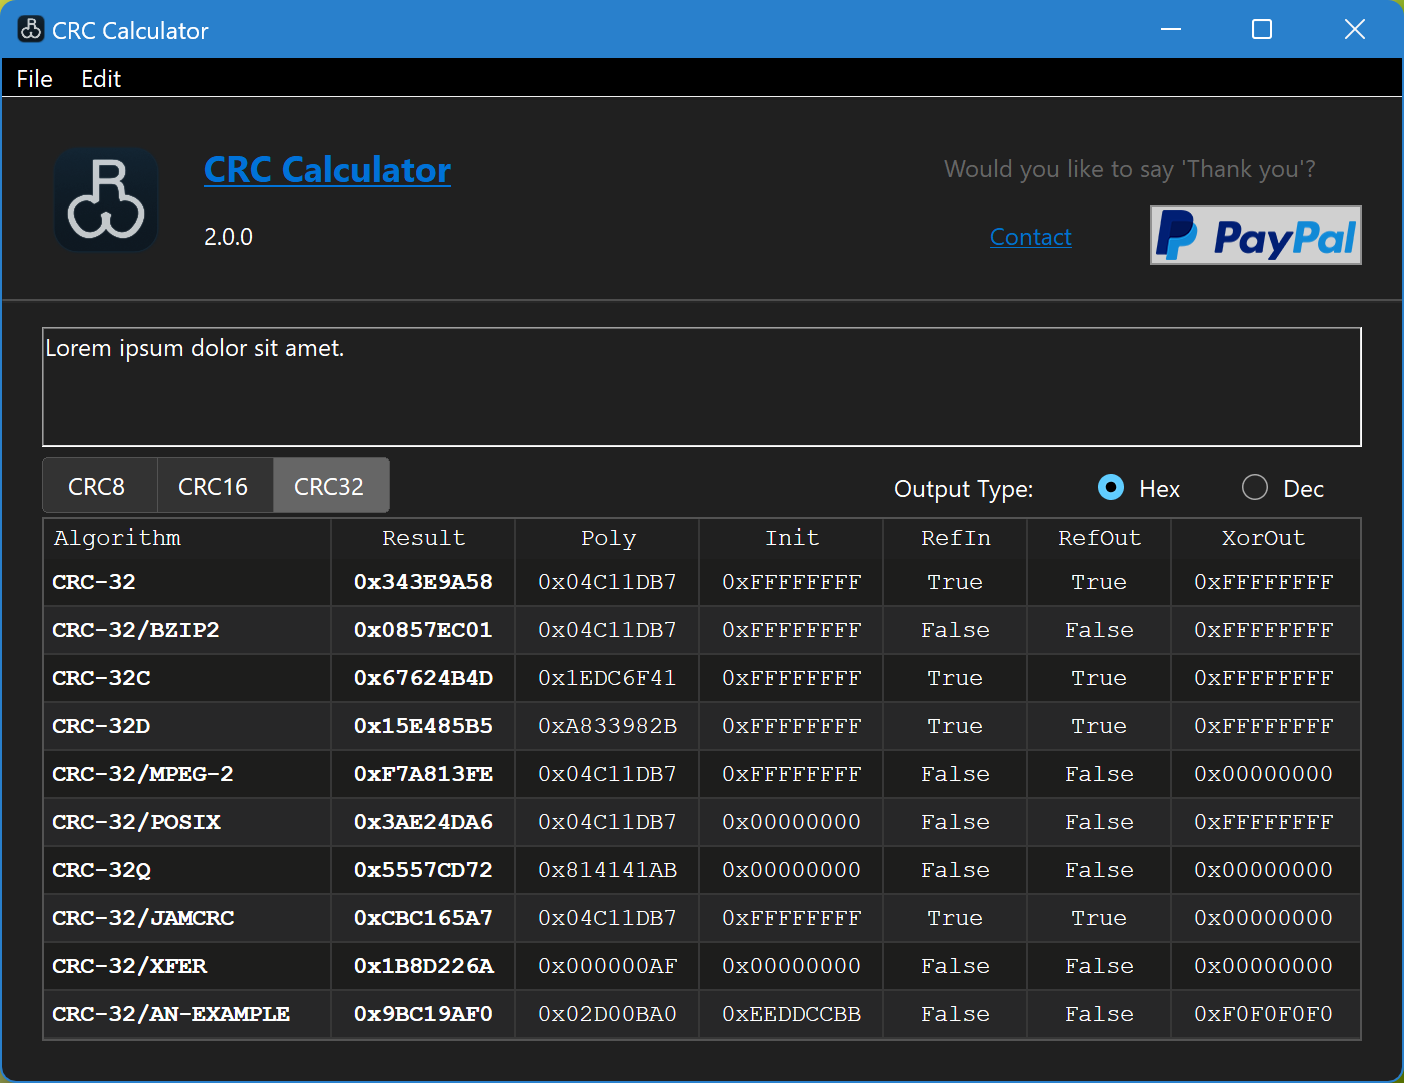 CRC Calculator
File Edit
CRC Calculator
Would you like to say 'Thank you'?
2.0.0
Contact
PayPal
Lorem ipsum dolor sit amet.
CRC8 CRC16 CRC32 Output Type: Hex Dec
Algorithm Result Poly Init RefIn RefOut XorOut
CRC-32 0x343E9A58 0x04C11DB7 0xFFFFFFFF True True 0xFFFFFFFF
CRC-32/BZIP2 0x0857EC01 0x04C11DB7 0xFFFFFFFF False False 0xFFFFFFFF
CRC-32C 0x67624B4D 0x1EDC6F41 0xFFFFFFFF True True 0xFFFFFFFF
CRC-32D 0x15E485B5 0xA833982B 0xFFFFFFFF True True 0xFFFFFFFF
CRC-32/MPEG-2 0xF7A813FE 0x04C11DB7 0xFFFFFFFF False False 0x00000000
CRC-32/POSIX 0x3AE24DA6 0x04C11DB7 0x00000000 False False 0xFFFFFFFF
CRC-32Q 0x5557CD72 0x814141AB 0x00000000 False False 0x00000000
CRC-32/JAMCRC 0xCBC165A7 0x04C11DB7 0xFFFFFFFF True True 0x00000000
CRC-32/XFER 0x1B8D226A 0x000000AF 0x00000000 False False 0x00000000
CRC-32/AN-EXAMPLE 0x9BC19AF0 0x02D00BA0 0xEEDDCCBB False False 0xF0F0F0F0